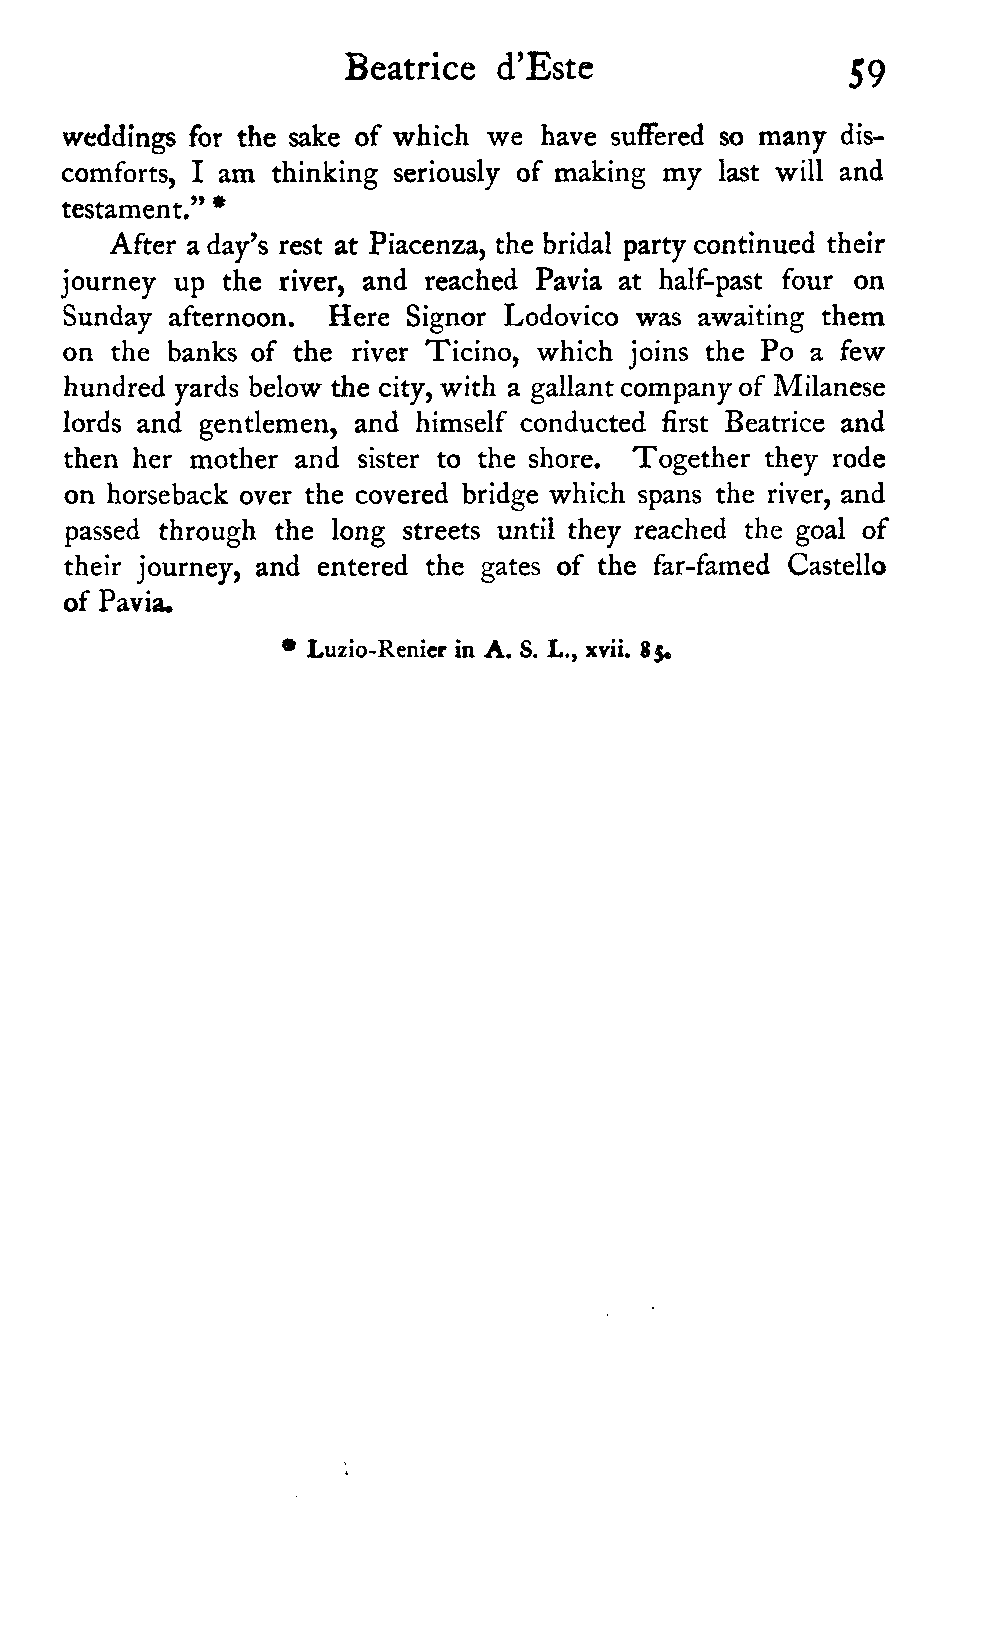 Beatrice d'Este 59
weddings for the sake of which we have suffered so many dis-
comforts, I am thinking seriously of making my last will and
testament." *
After a day's rest at Piacenza, the bridal party continued their
journey up the river, and reached Pavia at half-past four on
Sunday afternoon. Here Signor Lodovico was awaiting them
on the banks of the river Ticino, which joins the Po a few
hundred yards below the city, with a gallant company of Milanese
lords and gentlemen, and himself conducted first Beatrice and
then her mother and sister to the shore. Together they rode
on horseback over the covered bridge which spans the river, and
passed through the long streets until they reached the goal of
their journey, and entered the gates of the far-famed Castello
of Pavia.
* Luzio-Renier in A. S. L., xvii. 85.